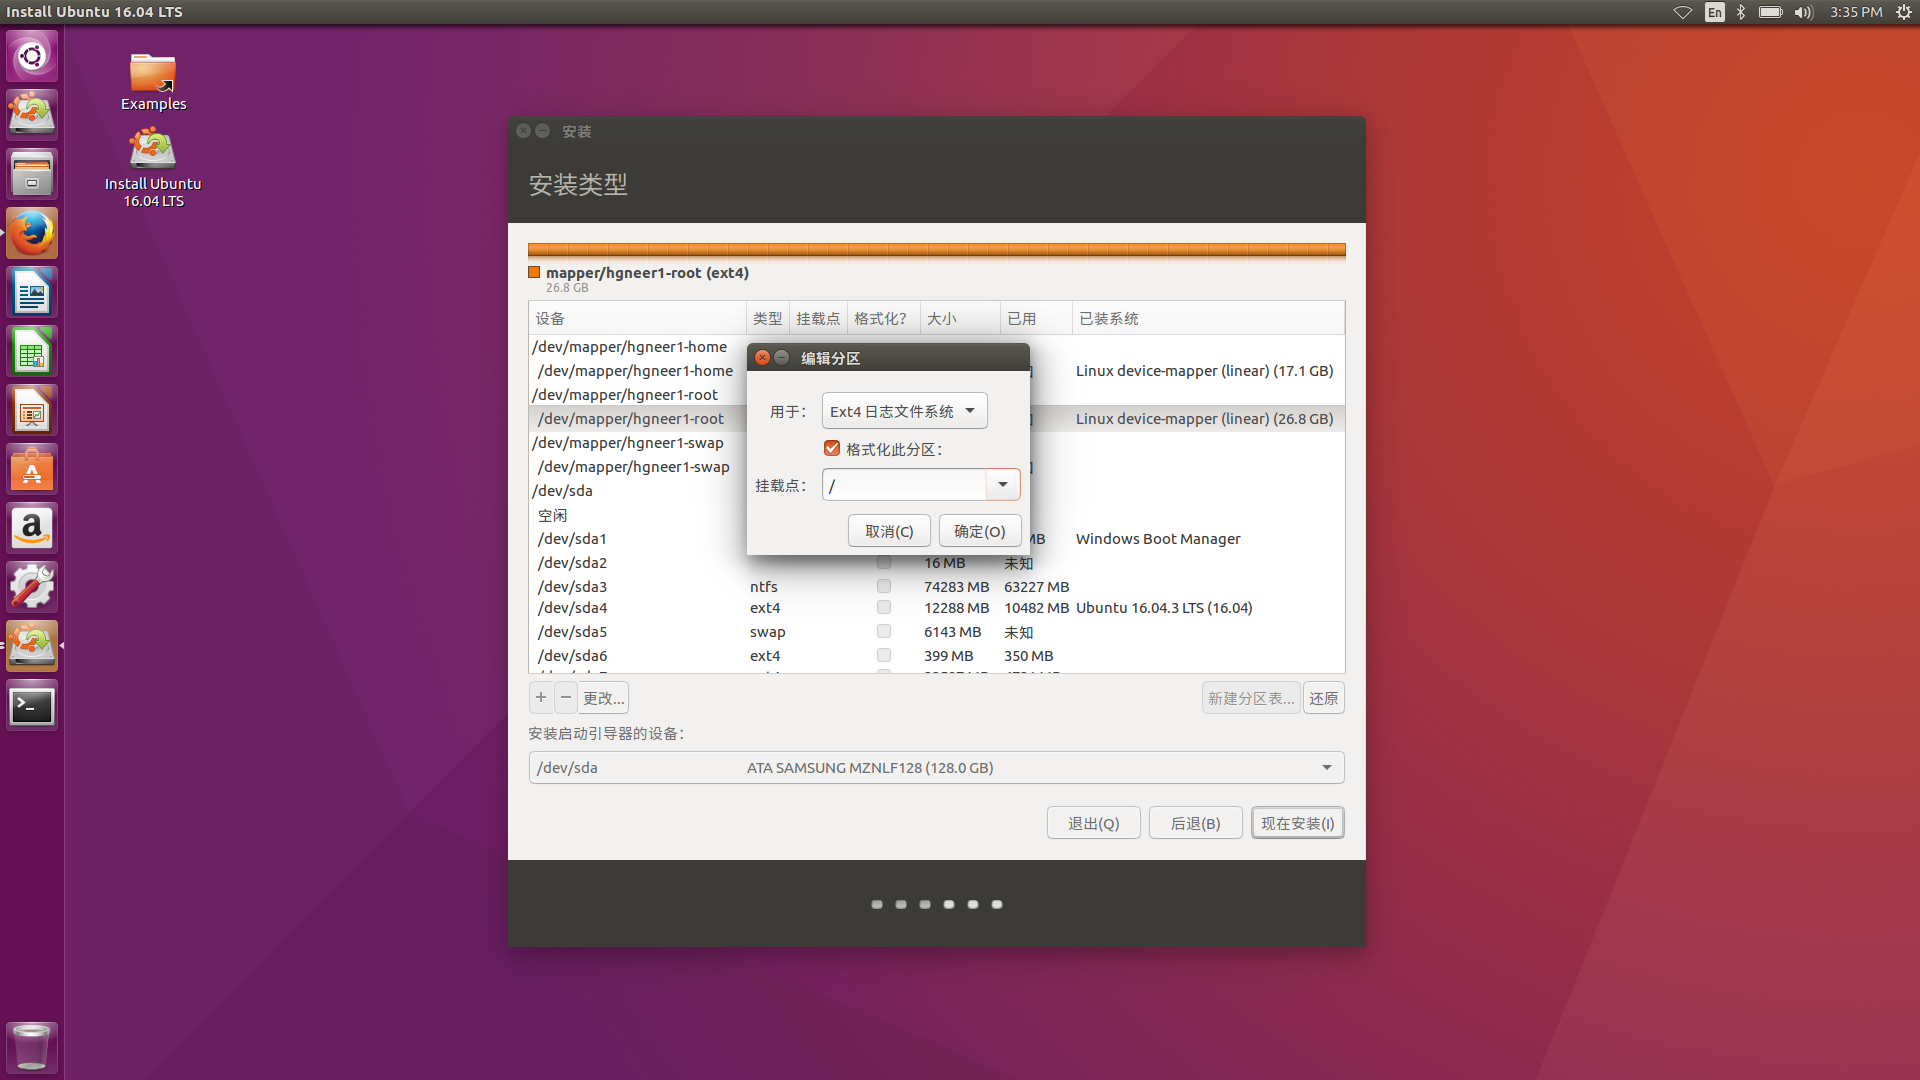 Install Ubuntu 16.04 LTS
En
3:35 PM
Examples
Install Ubuntu
16.04 LTS
安装
安装类型
mapper/hgneer1-root (ext4)
26.8 GB
设备 类型 挂载点 格式化? 大小 已用 已装系统
/dev/mapper/hgneer1-home
/dev/mapper/hgneer1-home Linux device-mapper (linear) (17.1 GB)
/dev/mapper/hgneer1-root
/dev/mapper/hgneer1-root Linux device-mapper (linear) (26.8 GB)
/dev/mapper/hgneer1-swap
/dev/mapper/hgneer1-swap
/dev/sda
空闲
/dev/sda1 MB Windows Boot Manager
/dev/sda2 16 MB 未知
/dev/sda3 ntfs 74283 MB 63227 MB
/dev/sda4 ext4 12288 MB 10482 MB Ubuntu 16.04.3 LTS (16.04)
/dev/sda5 swap 6143 MB 未知
/dev/sda6 ext4 399 MB 350 MB
编辑分区
用于: Ext4 日志文件系统
格式化此分区:
挂载点: /
取消(C) 确定(O)
+ − 更改... 新建分区表... 还原
安装启动引导器的设备:
/dev/sda ATA SAMSUNG MZNLF128 (128.0 GB)
退出(Q) 后退(B) 现在安装(I)